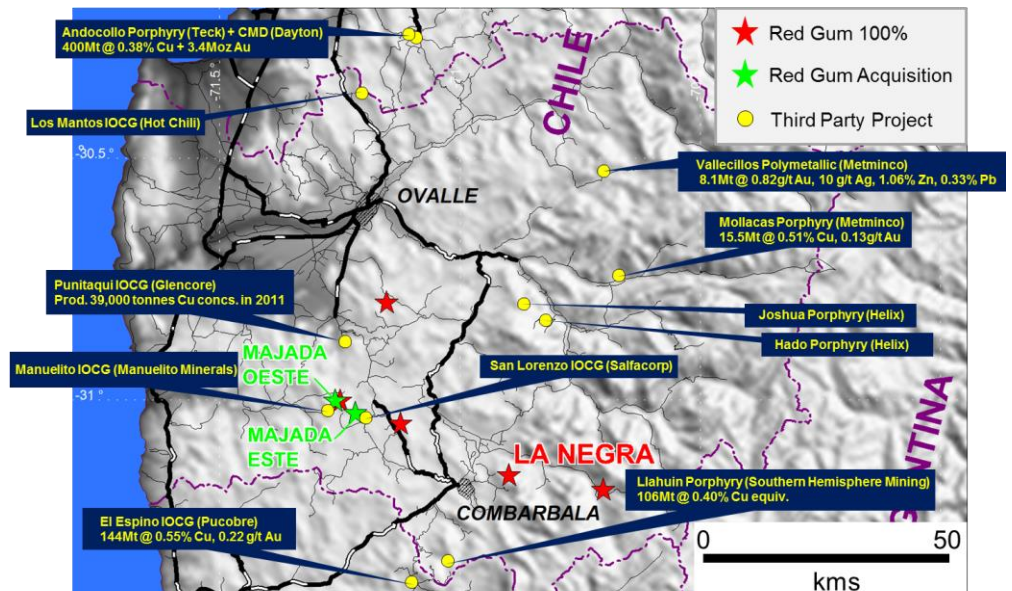 Andocollo Porphyry (Teck) + CMD (Dayton)
400Mt @ 0.38% Cu + 3.4Moz Au
-71.5 °
CHILE
Red Gum 100%
Red Gum Acquisition
Third Party Project
Los Mantos IOCG (Hot Chili)
-30.5 °
Vallecillos Polymetallic (Metminco)
8.1Mt @ 0.82g/t Au, 10 g/t Ag, 1.06% Zn, 0.33% Pb
OVALLE
Mollacas Porphyry (Metminco)
15.5Mt @ 0.51% Cu, 0.13g/t Au
Punitaqui IOCG (Glencore)
Prod. 39,000 tonnes Cu concs. in 2011
Joshua Porphyry (Helix)
Hado Porphyry (Helix)
MAJADA
OESTE
San Lorenzo IOCG (Salfacorp)
Manuelito IOCG (Manuelito Minerals)
-31 °
MAJADA
ESTE
LA NEGRA
NTINA
Llahuin Porphyry (Southern Hemisphere Mining)
106Mt @ 0.40% Cu equiv.
COMBARBALA
El Espino IOCG (Pucobre)
144Mt @ 0.55% Cu, 0.22 g/t Au
0 50
kms